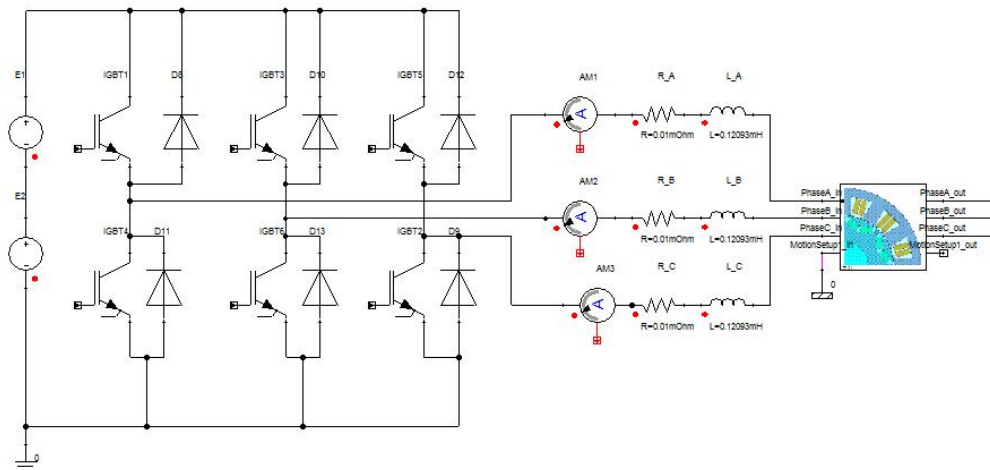 E1
IGBT1
D8
IGBT3
D10
IGBT5
D12
AM1
R_A
L_A
A
R=0.01mOhm
L=0.12093mH
E2
AM2
R_B
L_B
A
R=0.01mOhm
L=0.12093mH
PhaseA_in
PhaseA_out
PhaseB_in
PhaseB_out
PhaseC_in
PhaseC_out
MotionSetup1_in
MotionSetup1_out
IGBT4
D11
IGBT6
D13
IGBT2
D9
AM3
R_C
L_C
A
R=0.01mOhm
L=0.12093mH
0
0